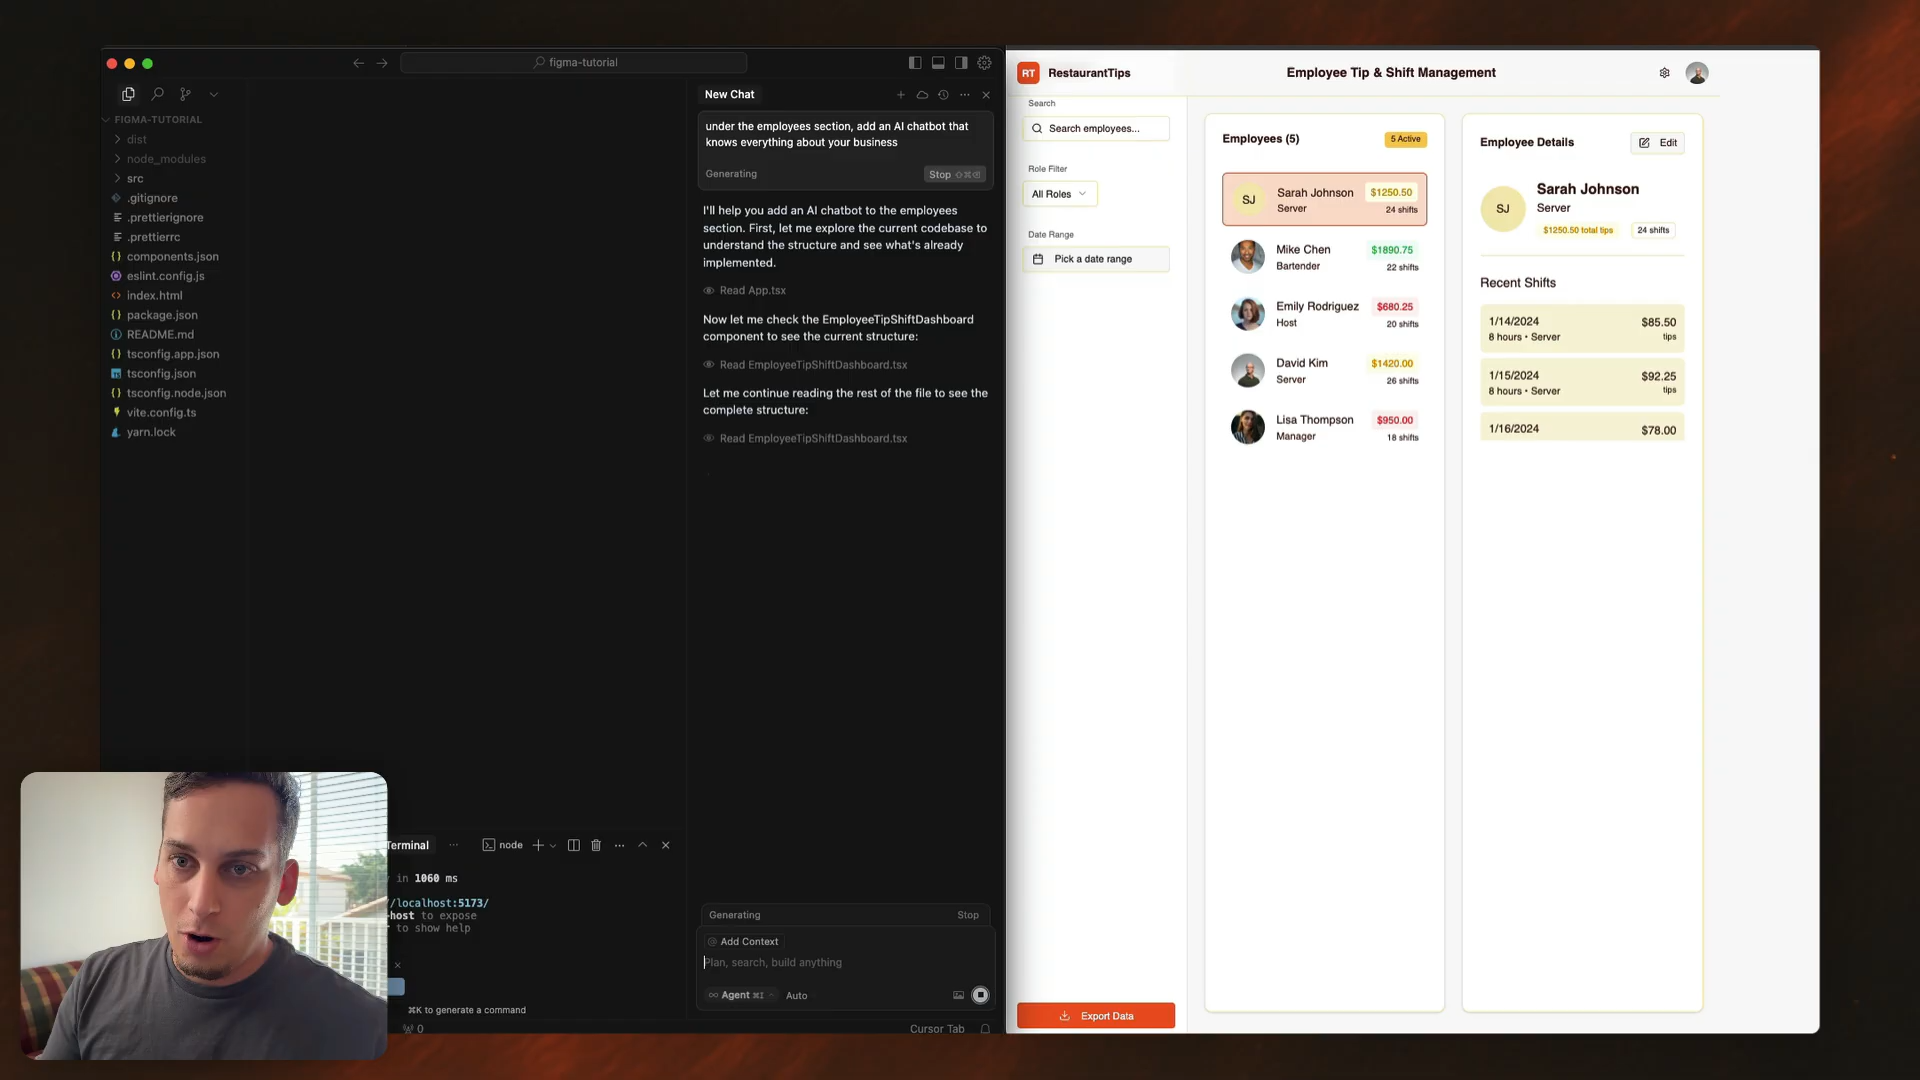 figma-tutorial
FIGMA-TUTORIAL
dist
node_modules
src
.gitignore
.prettierignore
.prettierrc
components.json
eslint.config.js
index.html
package.json
README.md
tsconfig.app.json
tsconfig.json
tsconfig.node.json
vite.config.ts
yarn.lock
Terminal
node
in 1060 ms
//localhost:5173/
host to expose
to show help
⌘K to generate a command
0
Cursor Tab
New Chat
under the employees section, add an AI chatbot that
knows everything about your business
Generating
Stop
I'll help you add an AI chatbot to the employees
section. First, let me explore the current codebase to
understand the structure and see what's already
implemented.
Read App.tsx
Now let me check the EmployeeTipShiftDashboard
component to see the current structure:
Read EmployeeTipShiftDashboard.tsx
Let me continue reading the rest of the file to see the
complete structure:
Read EmployeeTipShiftDashboard.tsx
Generating
Stop
@ Add Context
Plan, search, build anything
Agent ⌘I
Auto
RT
RestaurantTips
Employee Tip & Shift Management
Search
Search employees...
Role Filter
All Roles
Date Range
Pick a date range
Export Data
Employees (5)
5 Active
SJ
Sarah Johnson
$1250.50
Server
24 shifts
Mike Chen
$1890.75
Bartender
22 shifts
Emily Rodriguez
$680.25
Host
20 shifts
David Kim
$1420.00
Server
26 shifts
Lisa Thompson
$950.00
Manager
18 shifts
Employee Details
Edit
SJ
Sarah Johnson
Server
$1250.50 total tips
24 shifts
Recent Shifts
1/14/2024
$85.50
8 hours • Server
tips
1/15/2024
$92.25
8 hours • Server
tips
1/16/2024
$78.00